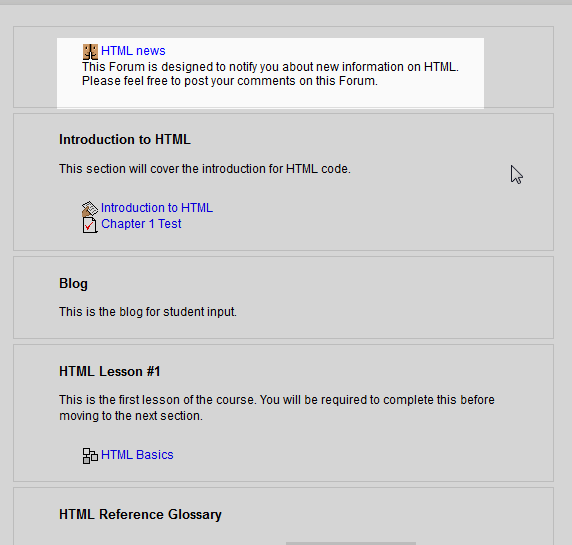 HTML news
This Forum is designed to notify you about new information on HTML.
Please feel free to post your comments on this Forum.
Introduction to HTML
This section will cover the introduction for HTML code.
Introduction to HTML
Chapter 1 Test
Blog
This is the blog for student input.
HTML Lesson #1
This is the first lesson of the course. You will be required to complete this before
moving to the next section.
HTML Basics
HTML Reference Glossary